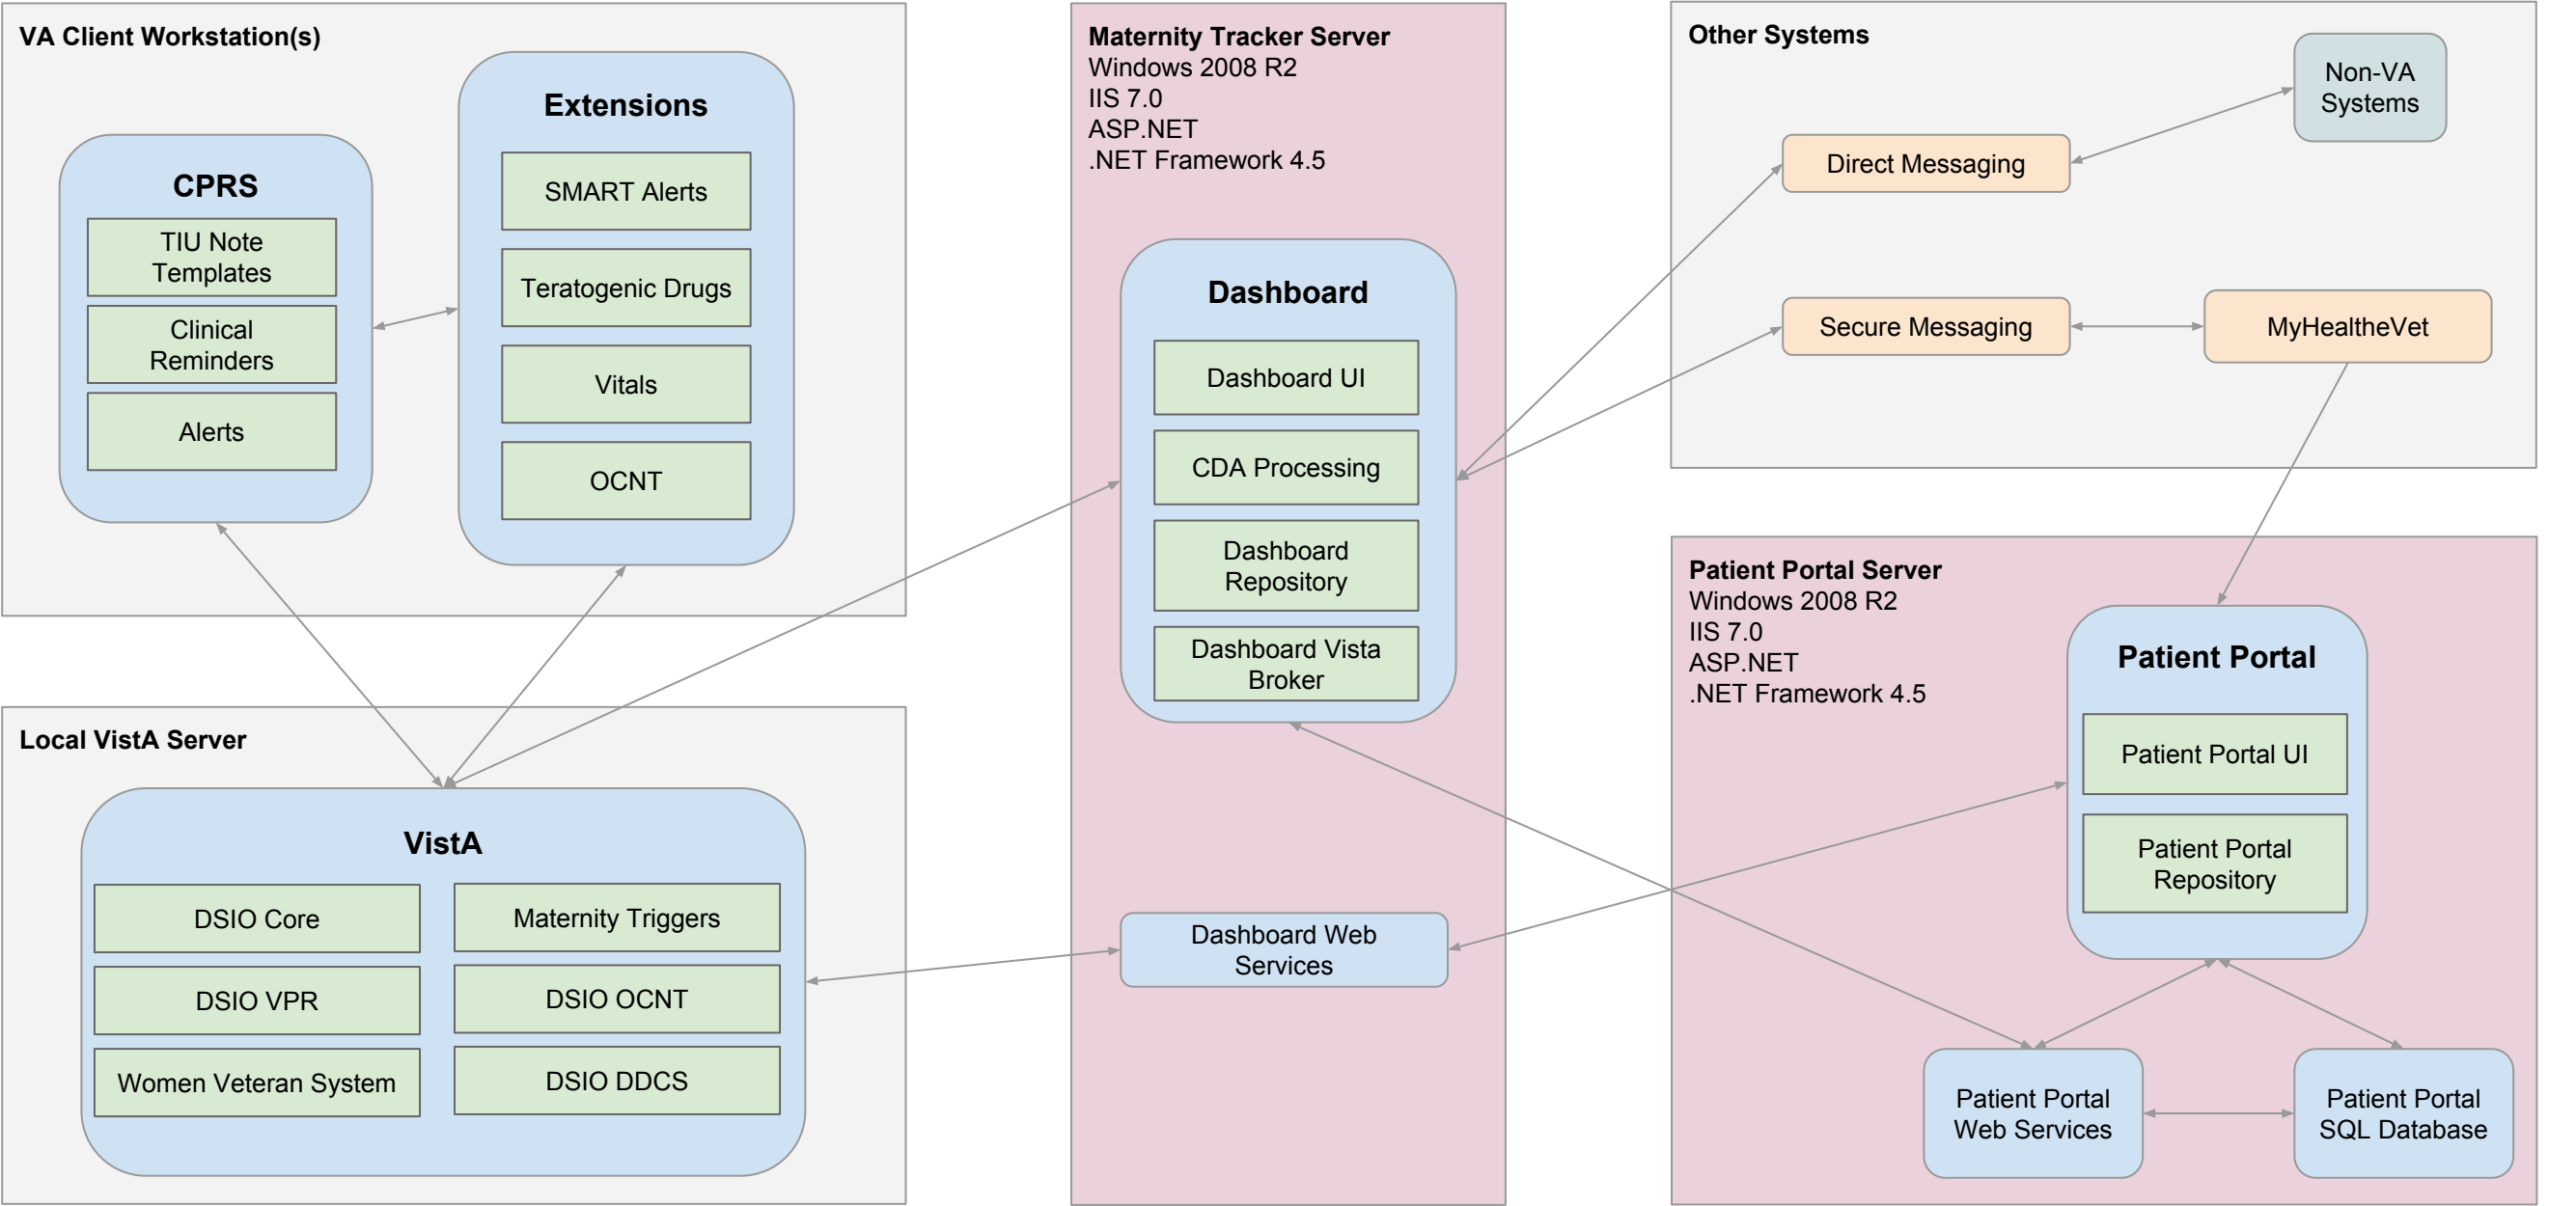 VA Client Workstation(s)
CPRS
TIU Note
Templates
Clinical
Reminders
Alerts
Extensions
SMART Alerts
Teratogenic Drugs
Vitals
OCNT
Local VistA Server
VistA
DSIO Core
Maternity Triggers
DSIO VPR
DSIO OCNT
Women Veteran System
DSIO DDCS
Maternity Tracker Server
Windows 2008 R2
IIS 7.0
ASP.NET
.NET Framework 4.5
Dashboard
Dashboard UI
CDA Processing
Dashboard
Repository
Dashboard Vista
Broker
Dashboard Web
Services
Other Systems
Non-VA
Systems
Direct Messaging
Secure Messaging
MyHealtheVet
Patient Portal Server
Windows 2008 R2
IIS 7.0
ASP.NET
.NET Framework 4.5
Patient Portal
Patient Portal UI
Patient Portal
Repository
Patient Portal
Web Services
Patient Portal
SQL Database